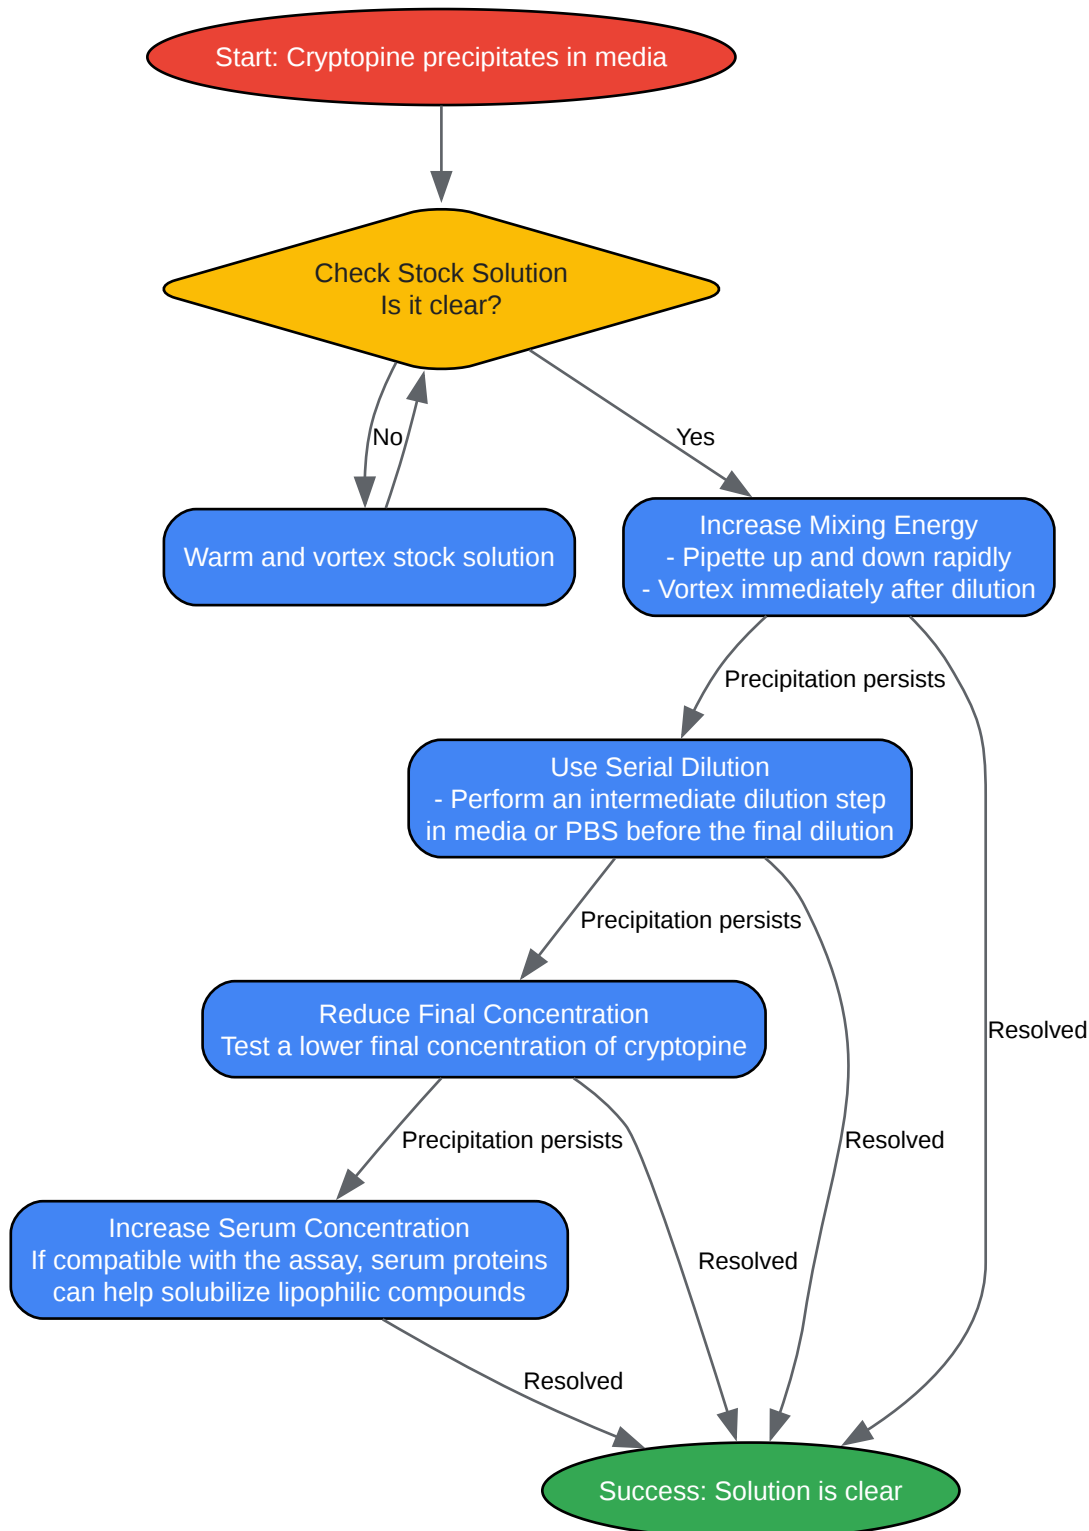 Start: Cryptopine precipitates in media
Check Stock Solution
Is it clear?
No
Yes
Warm and vortex stock solution
Increase Mixing Energy
- Pipette up and down rapidly
- Vortex immediately after dilution
Precipitation persists
Use Serial Dilution
- Perform an intermediate dilution step
in media or PBS before the final dilution
Precipitation persists
Reduce Final Concentration
Test a lower final concentration of cryptopine
Resolved
Precipitation persists
Resolved
Increase Serum Concentration
If compatible with the assay, serum proteins
can help solubilize lipophilic compounds
Resolved
Resolved
Success: Solution is clear